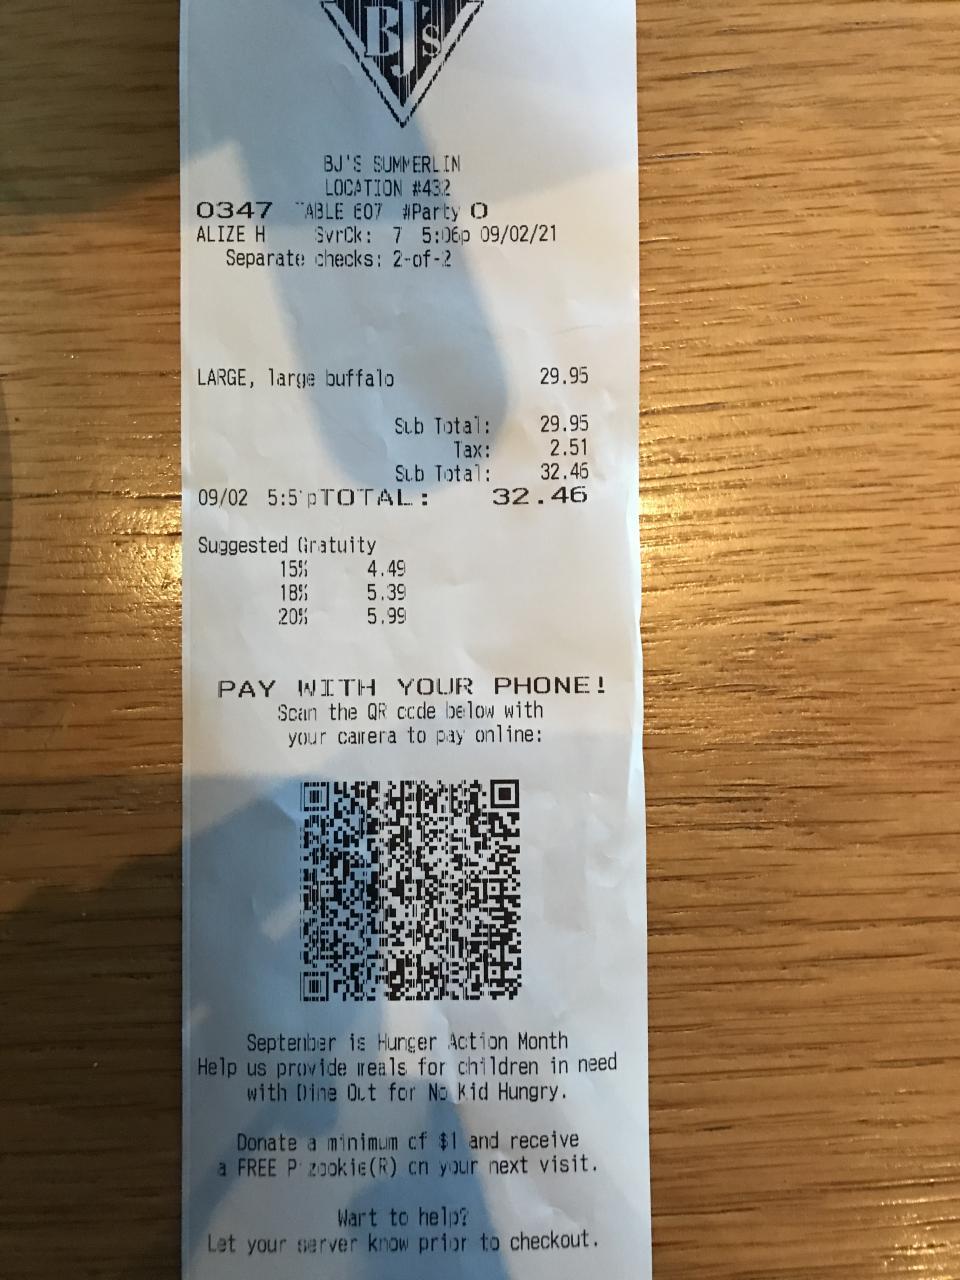 BJ's
BJ'S SUMMERLIN
LOCATION #432
0347 TABLE 607 #Party 0
ALIZE H SvrCk: 7 5:06p 09/02/21
Separate checks: 2-of-2
LARGE, large buffalo 29.95
Sub Total: 29.95
Tax: 2.51
Sub Total: 32.46
09/02 TOTAL: 32.46
Suggested Gratuity
15% 4.49
18% 5.39
20% 5.99
PAY WITH YOUR PHONE!
Scan the QR code below with
your camera to pay online:
September is Hunger Action Month
Help us provide meals for children in need
with Dine Out for No Kid Hungry.
Donate a minimum of $1 and receive
a FREE Pizookie(R) on your next visit.
Want to help?
Let your server know prior to checkout.